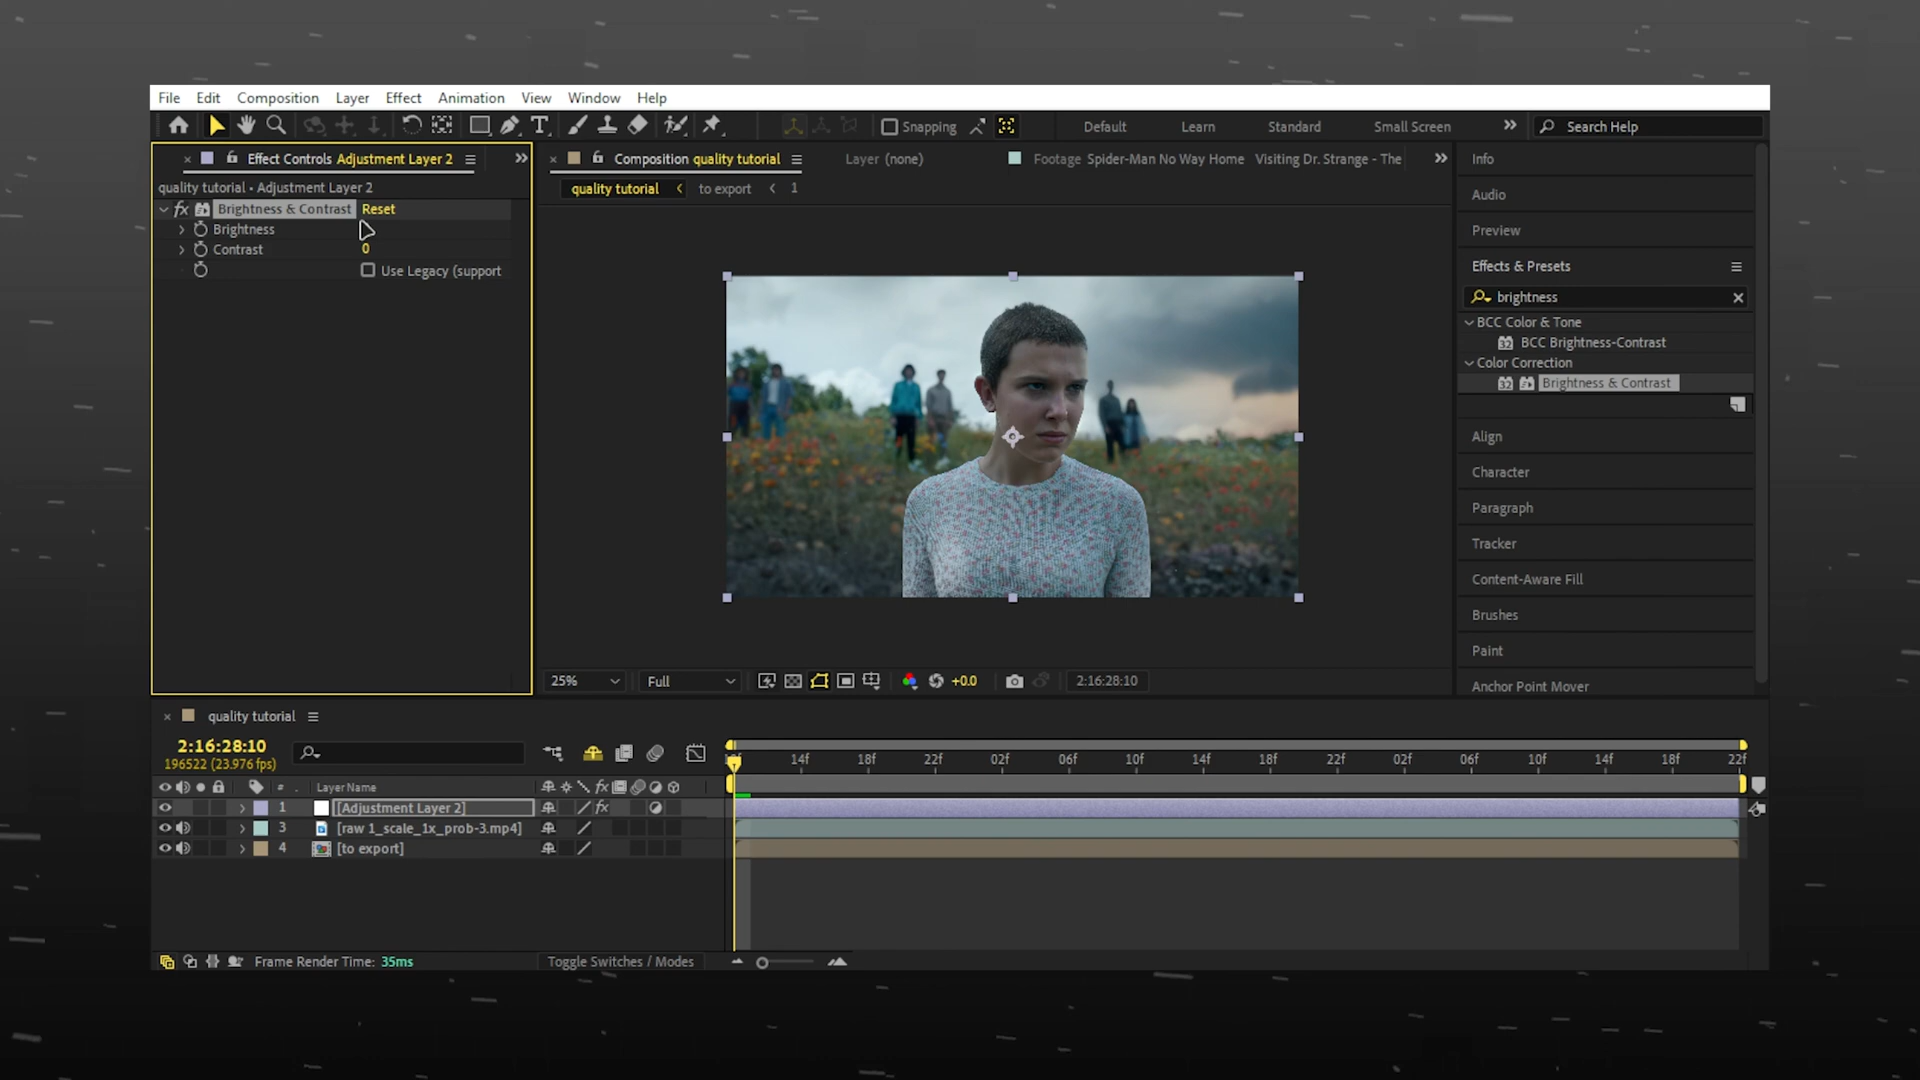 File Edit Composition Layer Effect Animation View Window Help
Snapping Default Learn Standard Small Screen Search Help
Effect Controls Adjustment Layer 2
quality tutorial • Adjustment Layer 2
fx Brightness & Contrast Reset
Brightness
Contrast 0
Use Legacy (support
Composition quality tutorial Layer (none) Footage Spider-Man No Way Home Visiting Dr. Strange - The
quality tutorial to export 1
25% Full +0.0 2:16:28:10
Info
Audio
Preview
Effects & Presets
brightness
BCC Color & Tone
32 BCC Brightness-Contrast
Color Correction
32 Brightness & Contrast
Align
Character
Paragraph
Tracker
Content-Aware Fill
Brushes
Paint
Anchor Point Mover
quality tutorial
2:16:28:10
196522 (23.976 fps)
14f 18f 22f 02f 06f 10f 14f 18f 22f 02f 06f 10f 14f 18f 22f
# Layer Name fx
1 [Adjustment Layer 2] fx
3 [raw 1_scale_1x_prob-3.mp4]
4 [to export]
Frame Render Time: 35ms Toggle Switches / Modes